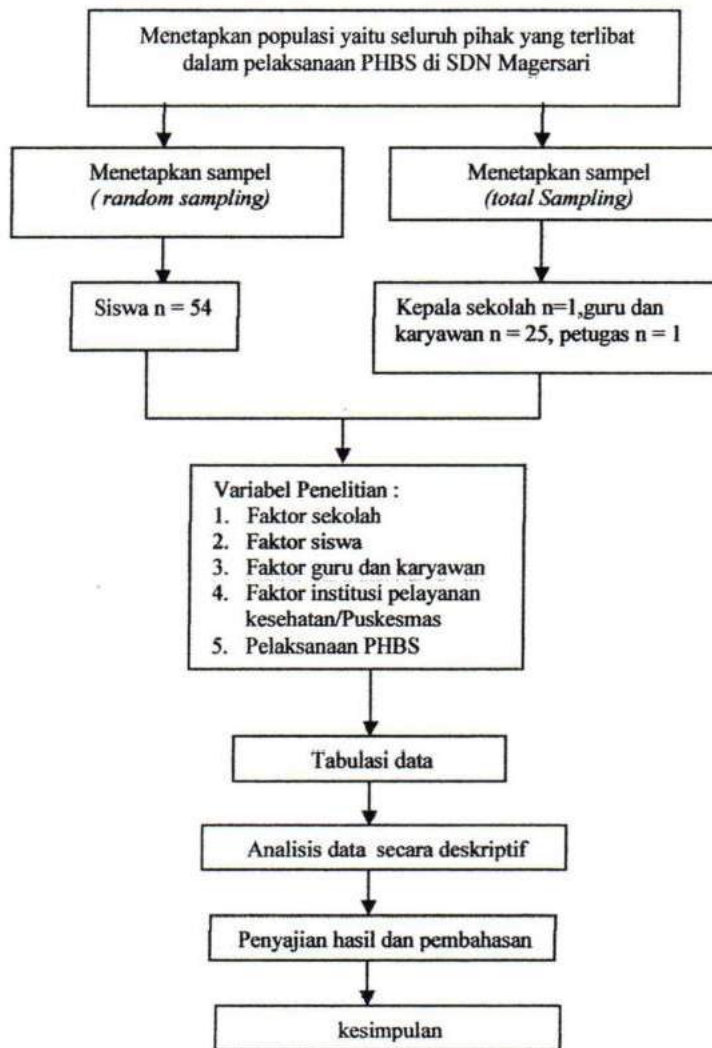 Menetapkan populasi yaitu seluruh pihak yang terlibat
dalam pelaksanaan PHBS di SDN Magersari
Menetapkan sampel
( random sampling)
Menetapkan sampel
(total Sampling)
Siswa n = 54
Kepala sekolah n=1,guru dan
karyawan n = 25, petugas n = 1
Variabel Penelitian :
1. Faktor sekolah
2. Faktor siswa
3. Faktor guru dan karyawan
4. Faktor institusi pelayanan
kesehatan/Puskesmas
5. Pelaksanaan PHBS
Tabulasi data
Analisis data secara deskriptif
Penyajian hasil dan pembahasan
kesimpulan